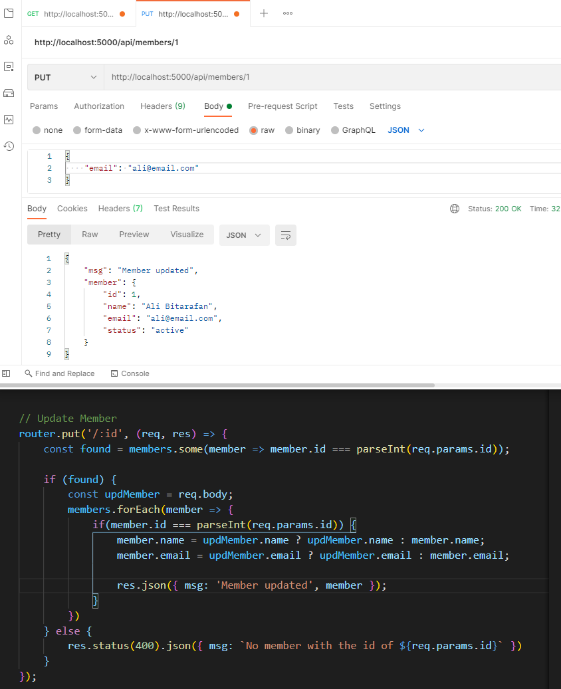 GET http://localhost:50... PUT http://localhost:50... + ooo
http://localhost:5000/api/members/1
PUT http://localhost:5000/api/members/1
Params Authorization Headers (9) Body Pre-request Script Tests Settings
none form-data x-www-form-urlencoded raw binary GraphQL JSON
1 {
2 "email": "ali@email.com"
3 }
Body Cookies Headers (7) Test Results Status: 200 OK Time: 32
Pretty Raw Preview Visualize JSON
1 {
2 "msg": "Member updated",
3 "member": {
4 "id": 1,
5 "name": "Ali Bitarafan",
6 "email": "ali@email.com",
7 "status": "active"
8 }
9 }
Find and Replace Console
// Update Member
router.put('/:id', (req, res) => {
const found = members.some(member => member.id === parseInt(req.params.id));
if (found) {
const updMember = req.body;
members.forEach(member => {
if(member.id === parseInt(req.params.id)) {
member.name = updMember.name ? updMember.name : member.name;
member.email = updMember.email ? updMember.email : member.email;
res.json({ msg: 'Member updated', member });
}
})
} else {
res.status(400).json({ msg: `No member with the id of ${req.params.id}` })
}
});